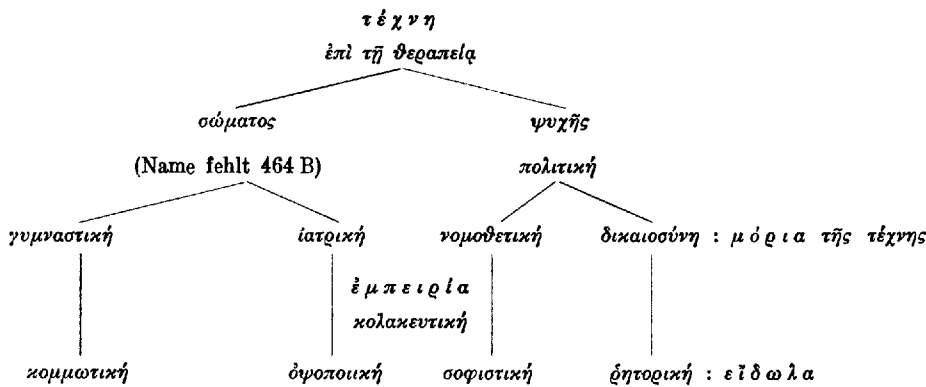 τέχνη
ἐπὶ τῇ θεραπείᾳ
σώματος ψυχῆς
(Name fehlt 464 B) πολιτική
γυμναστική ἰατρική νομοθετική δικαιοσύνη : μόρια τῆς τέχνης
ἐμπειρία
κολακευτική
κομμωτική ὀψοποιική σοφιστική ῥητορική : εἴδωλα